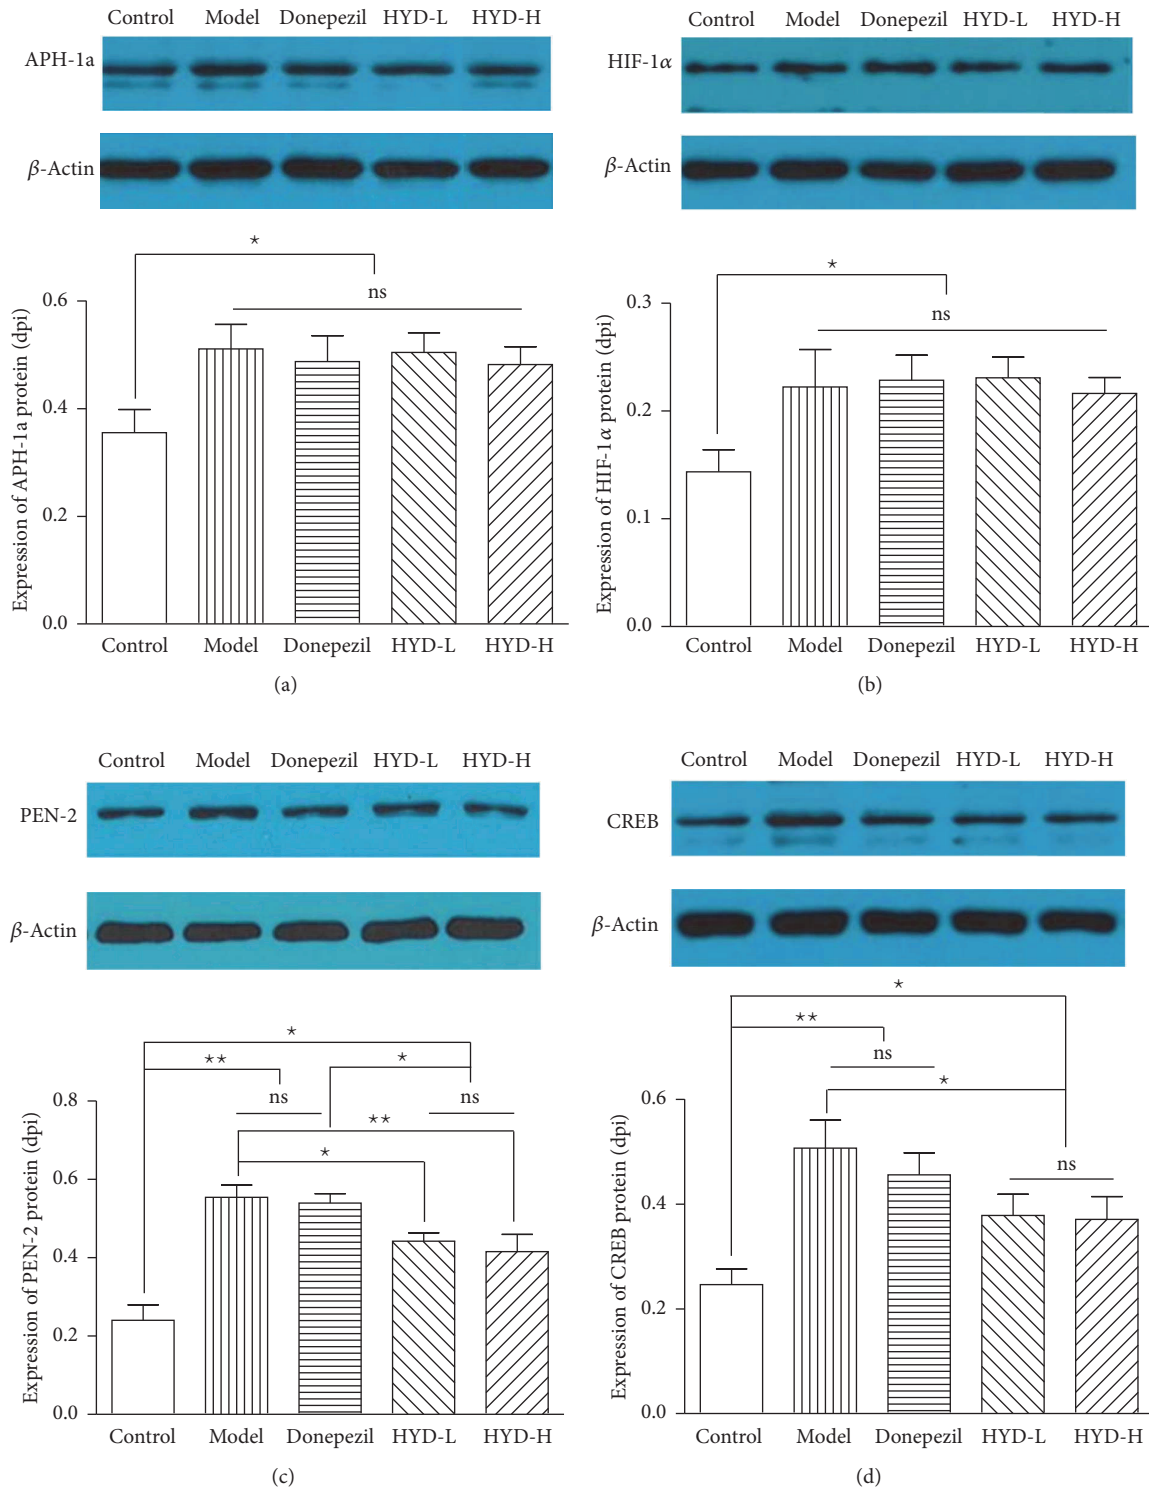 Control Model Donepezil HYD-L HYD-H
APH-1a
β-Actin
*
ns
Expression of APH-1a protein (dpi)
0.6
0.4
0.2
0.0
Control Model Donepezil HYD-L HYD-H
(a)
Control Model Donepezil HYD-L HYD-H
HIF-1α
β-Actin
*
ns
Expression of HIF-1α protein (dpi)
0.3
0.2
0.1
0.0
Control Model Donepezil HYD-L HYD-H
(b)
Control Model Donepezil HYD-L HYD-H
PEN-2
β-Actin
*
** *
ns ns
**
*
Expression of PEN-2 protein (dpi)
0.8
0.6
0.4
0.2
0.0
Control Model Donepezil HYD-L HYD-H
(c)
Control Model Donepezil HYD-L HYD-H
CREB
β-Actin
*
**
ns
*
ns
Expression of CREB protein (dpi)
0.6
0.4
0.2
0.0
Control Model Donepezil HYD-L HYD-H
(d)